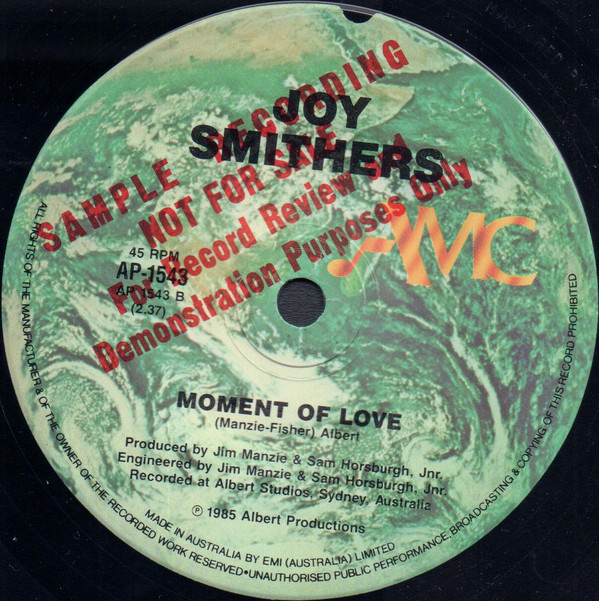 JOY
SMITHERS
SAMPLE RECORDING
NOT FOR SALE
For Record Review
Demonstration Purposes Only
AMC
45 RPM
AP-1543
AP 1543 B
(2.37)
MOMENT OF LOVE
(Manzie-Fisher) Albert
Produced by Jim Manzie & Sam Horsburgh, Jnr.
Engineered by Jim Manzie & Sam Horsburgh, Jnr.
Recorded at Albert Studios, Sydney, Australia
℗ 1985 Albert Productions
MADE IN AUSTRALIA BY EMI (AUSTRALIA) LIMITED
ALL RIGHTS OF THE MANUFACTURER & OF THE OWNER OF THE RECORDED WORK RESERVED•UNAUTHORISED PUBLIC PERFORMANCE, BROADCASTING & COPYING OF THIS RECORD PROHIBITED